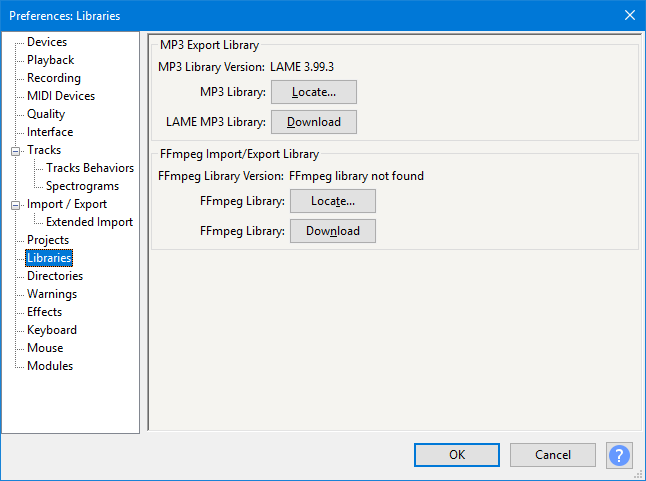 Preferences: Libraries
Devices
Playback
Recording
MIDI Devices
Quality
Interface
Tracks
Tracks Behaviors
Spectrograms
Import / Export
Extended Import
Projects
Libraries
Directories
Warnings
Effects
Keyboard
Mouse
Modules
MP3 Export Library
MP3 Library Version: LAME 3.99.3
MP3 Library: Locate...
LAME MP3 Library: Download
FFmpeg Import/Export Library
FFmpeg Library Version: FFmpeg library not found
FFmpeg Library: Locate...
FFmpeg Library: Download
OK Cancel ?